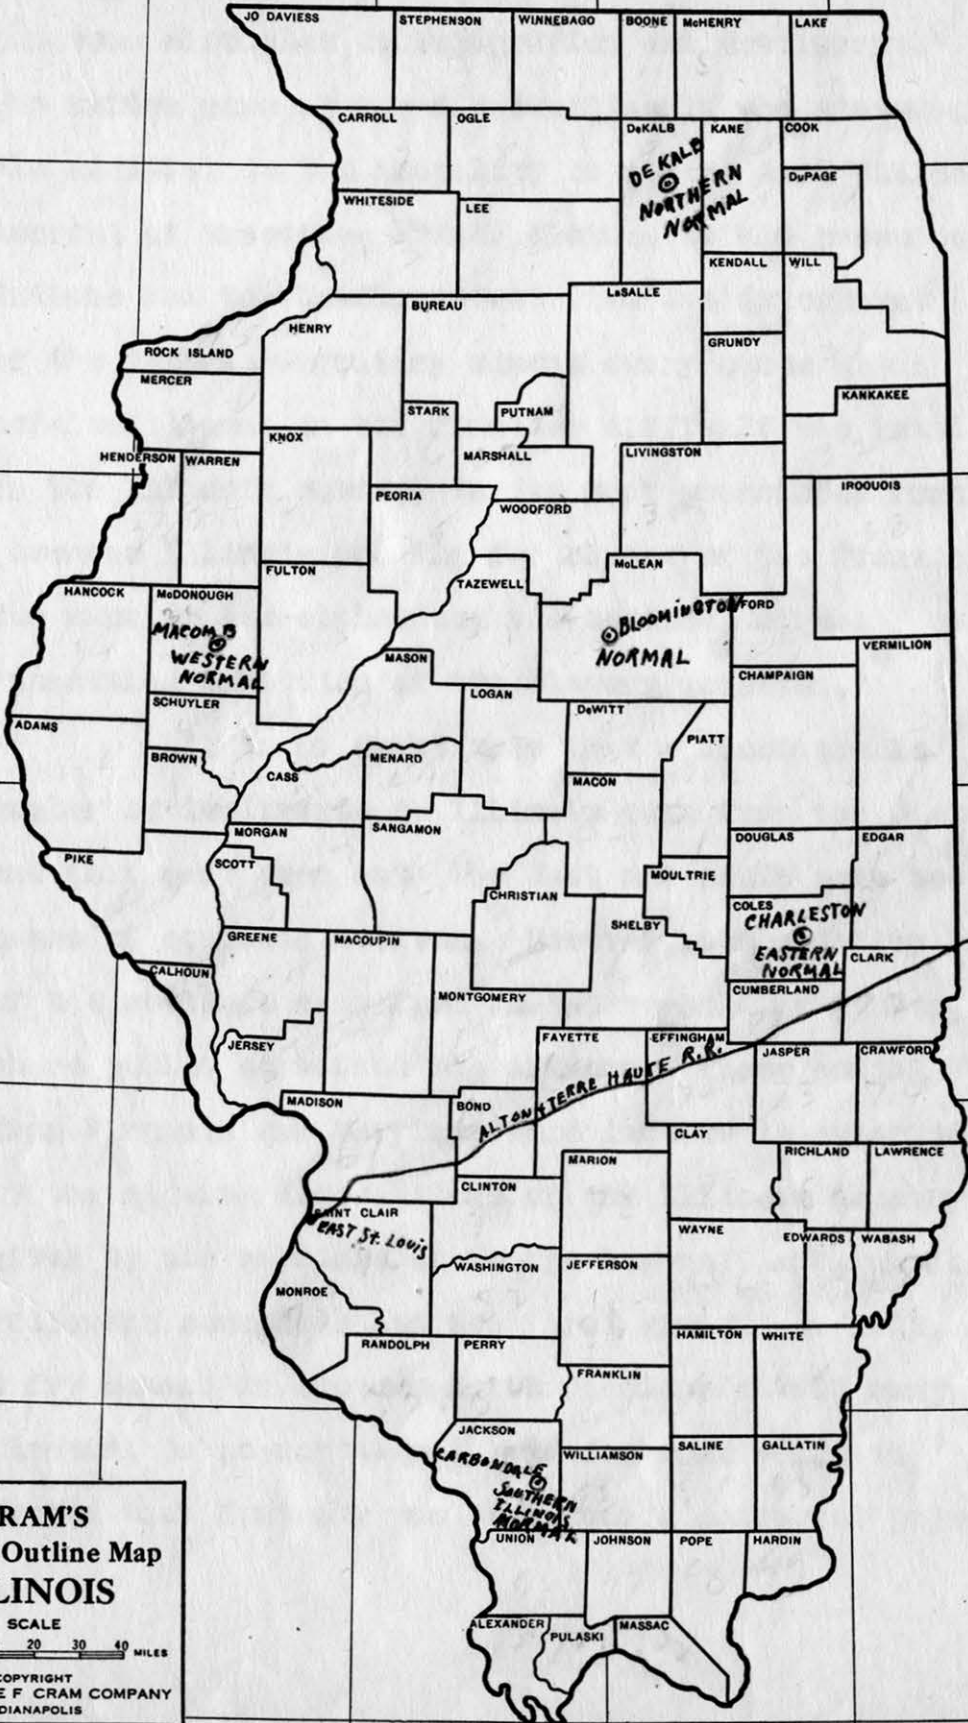 JO DAVIESS
STEPHENSON
WINNEBAGO
BOONE
McHENRY
LAKE
CARROLL
OGLE
DeKALB
KANE
COOK
DE KALB
NORTHERN
NORMAL
DuPAGE
WHITESIDE
LEE
KENDALL
WILL
LaSALLE
BUREAU
HENRY
GRUNDY
ROCK ISLAND
MERCER
KANKAKEE
STARK
PUTNAM
KNOX
MARSHALL
LIVINGSTON
HENDERSON
WARREN
IROQUOIS
PEORIA
WOODFORD
McLEAN
FULTON
TAZEWELL
HANCOCK
McDONOUGH
FORD
BLOOMINGTON
NORMAL
MACOMB
WESTERN
NORMAL
VERMILION
MASON
CHAMPAIGN
LOGAN
SCHUYLER
DeWITT
ADAMS
PIATT
BROWN
MENARD
CASS
MACON
MORGAN
SANGAMON
DOUGLAS
EDGAR
PIKE
SCOTT
MOULTRIE
CHRISTIAN
COLES
CHARLESTON
EASTERN
NORMAL
SHELBY
GREENE
MACOUPIN
CLARK
CALHOUN
CUMBERLAND
MONTGOMERY
FAYETTE
EFFINGHAM
JERSEY
JASPER
CRAWFORD
MADISON
BOND
ALTON & TERRE HAUTE R.R.
CLAY
RICHLAND
LAWRENCE
MARION
CLINTON
SAINT CLAIR
EAST ST. LOUIS
WAYNE
EDWARDS
WABASH
WASHINGTON
JEFFERSON
MONROE
HAMILTON
WHITE
RANDOLPH
PERRY
FRANKLIN
JACKSON
SALINE
GALLATIN
WILLIAMSON
CARBONDALE
SOUTHERN
ILLINOIS
NORMAL
UNION
JOHNSON
POPE
HARDIN
ALEXANDER
PULASKI
MASSAC
RAM'S
Outline Map
LINOIS
SCALE
20 30 40 MILES
COPYRIGHT
E F CRAM COMPANY
DIANAPOLIS